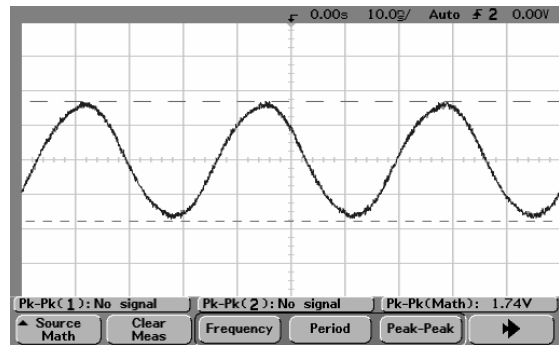 0.00s 10.0g/ Auto 2 0.00V
Pk-Pk(1): No signal Pk-Pk(2): No signal Pk-Pk(Math): 1.74V
Source Math Clear Meas Frequency Period Peak-Peak